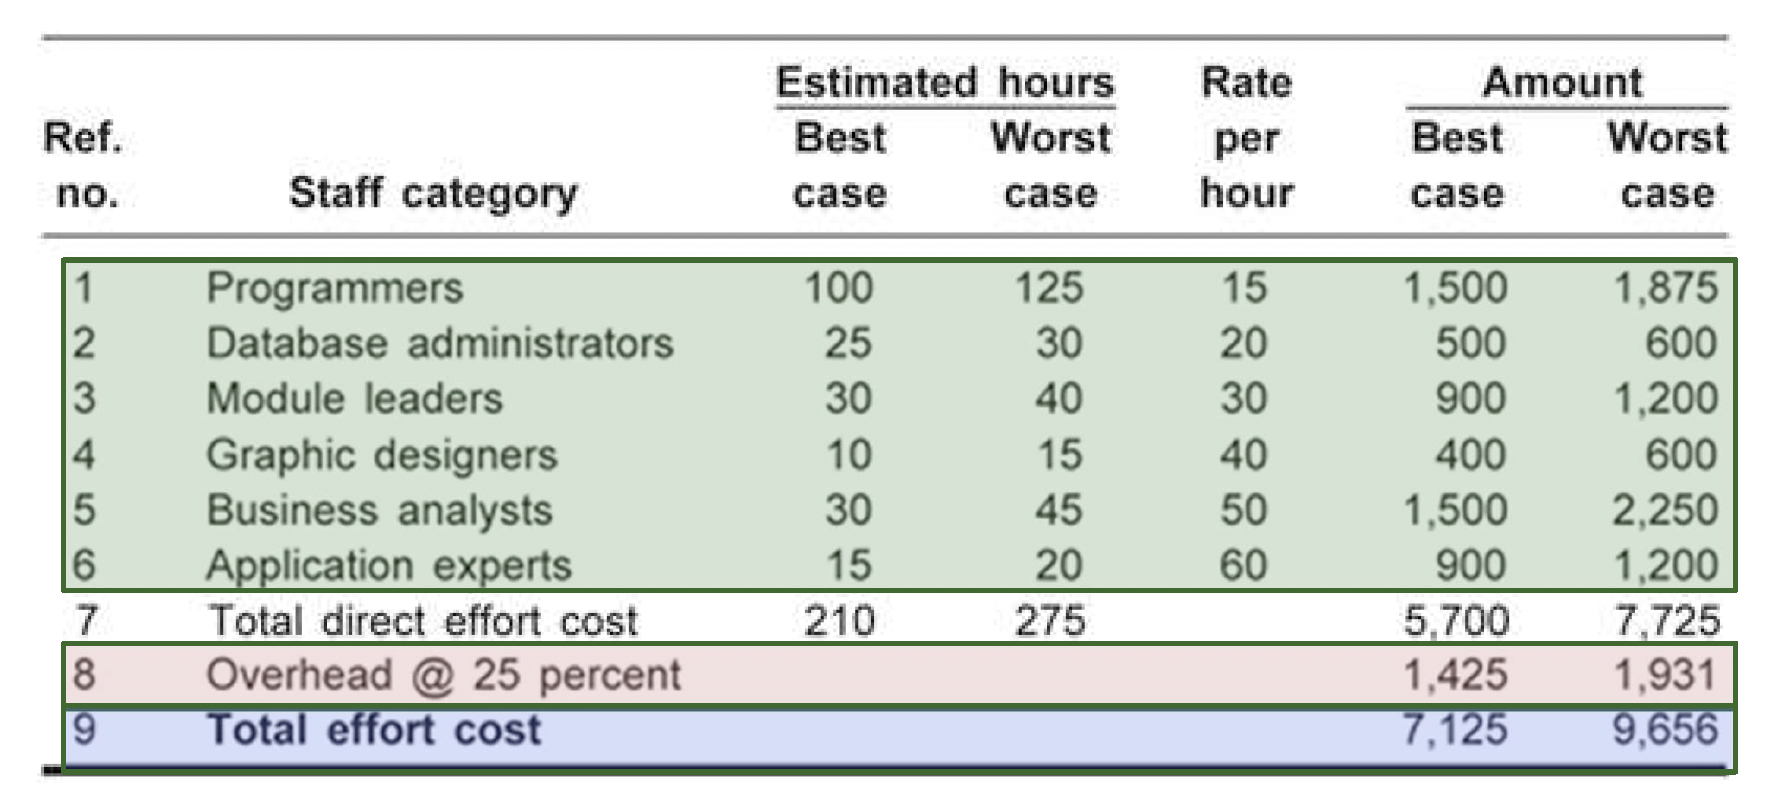 Estimated hours Rate Amount
Ref. Best Worst per Best Worst
no. Staff category case case hour case case
1 Programmers 100 125 15 1,500 1,875
2 Database administrators 25 30 20 500 600
3 Module leaders 30 40 30 900 1,200
4 Graphic designers 10 15 40 400 600
5 Business analysts 30 45 50 1,500 2,250
6 Application experts 15 20 60 900 1,200
7 Total direct effort cost 210 275 5,700 7,725
8 Overhead @ 25 percent 1,425 1,931
9 Total effort cost 7,125 9,656